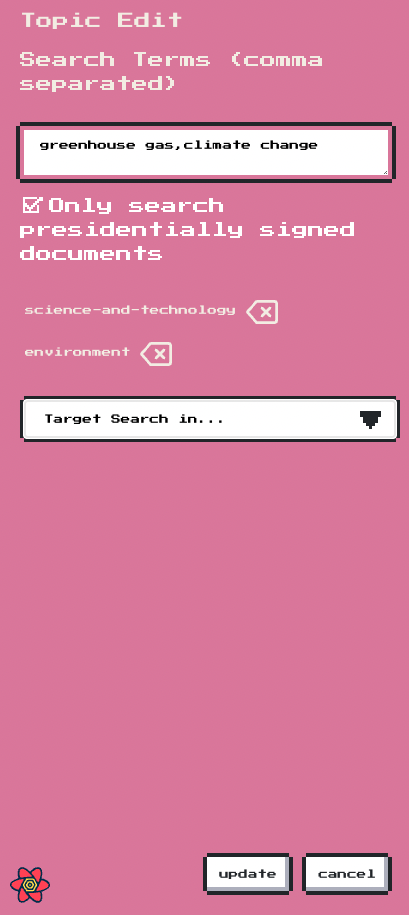 Topic Edit
Search Terms (comma
separated)
greenhouse gas,climate change
Only search
presidentially signed
documents
science-and-technology
environment
Target Search in...
update cancel